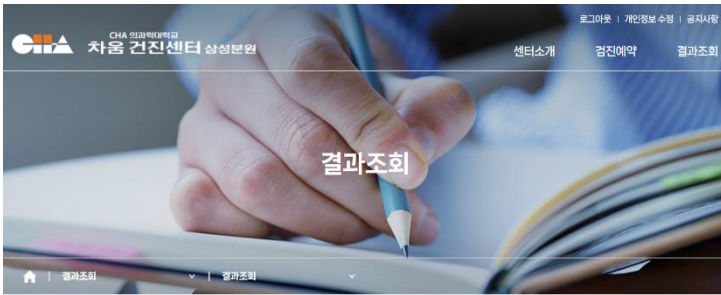 로그아웃 | 개인정보 수정 | 공지사항
CHA 의과학대학교
CHA 차움 건진센터 삼성분원
센터소개 검진예약 결과조회
결과조회
결과조회 | 결과조회